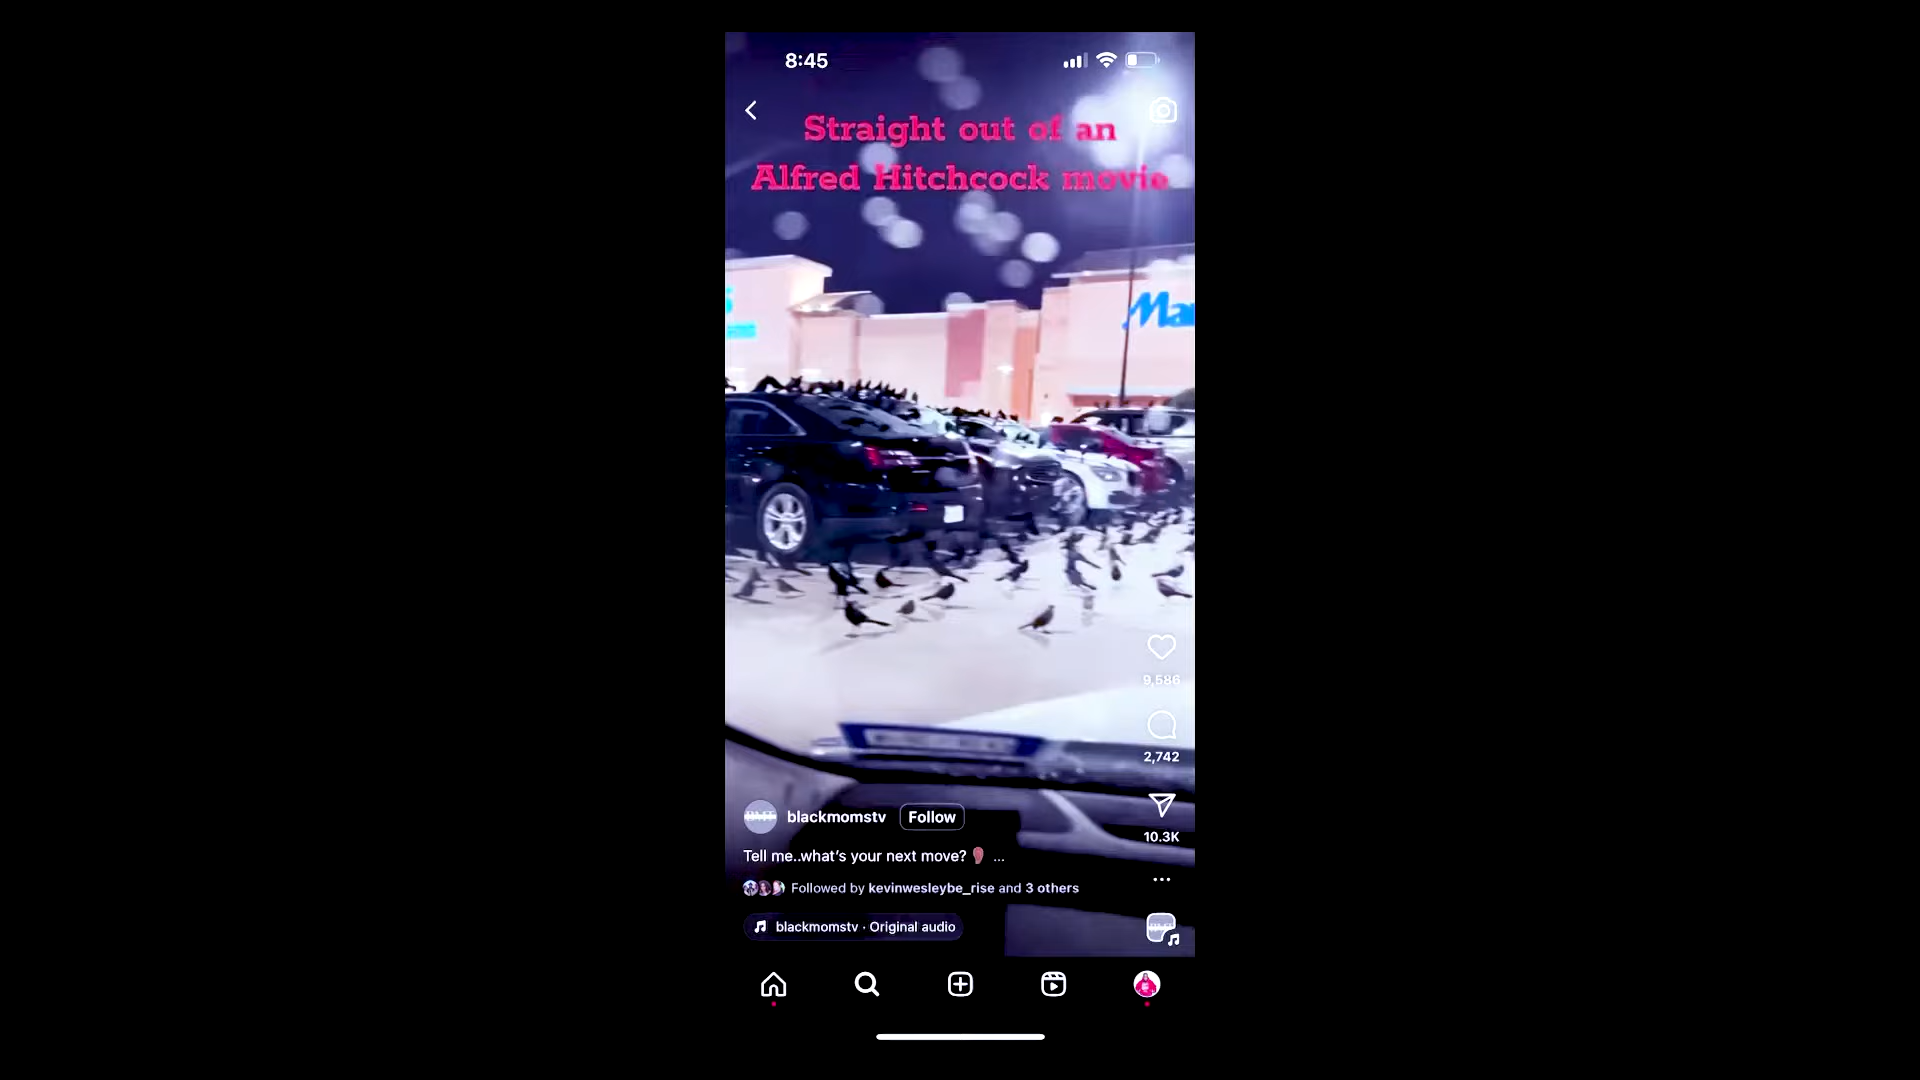 8:45
Straight out of an
Alfred Hitchcock movie
Ma
9,586
2,742
10.3K
blackmomstv Follow
Tell me..what's your next move?👂🏾 ...
Followed by kevinwesleybe_rise and 3 others
blackmomstv · Original audio